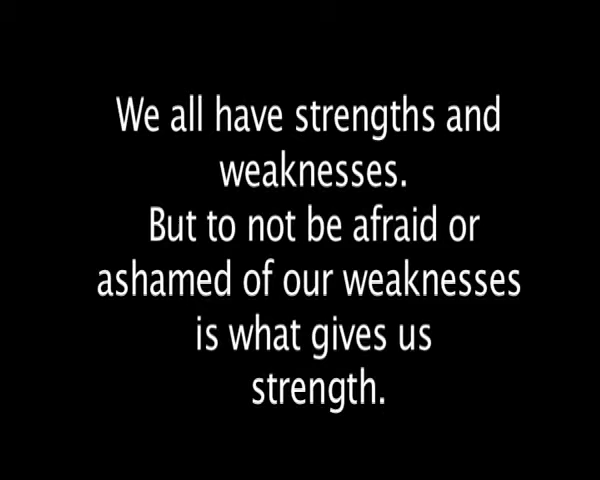 We all have strengths and
weaknesses.
But to not be afraid or
ashamed of our weaknesses
is what gives us
strength.